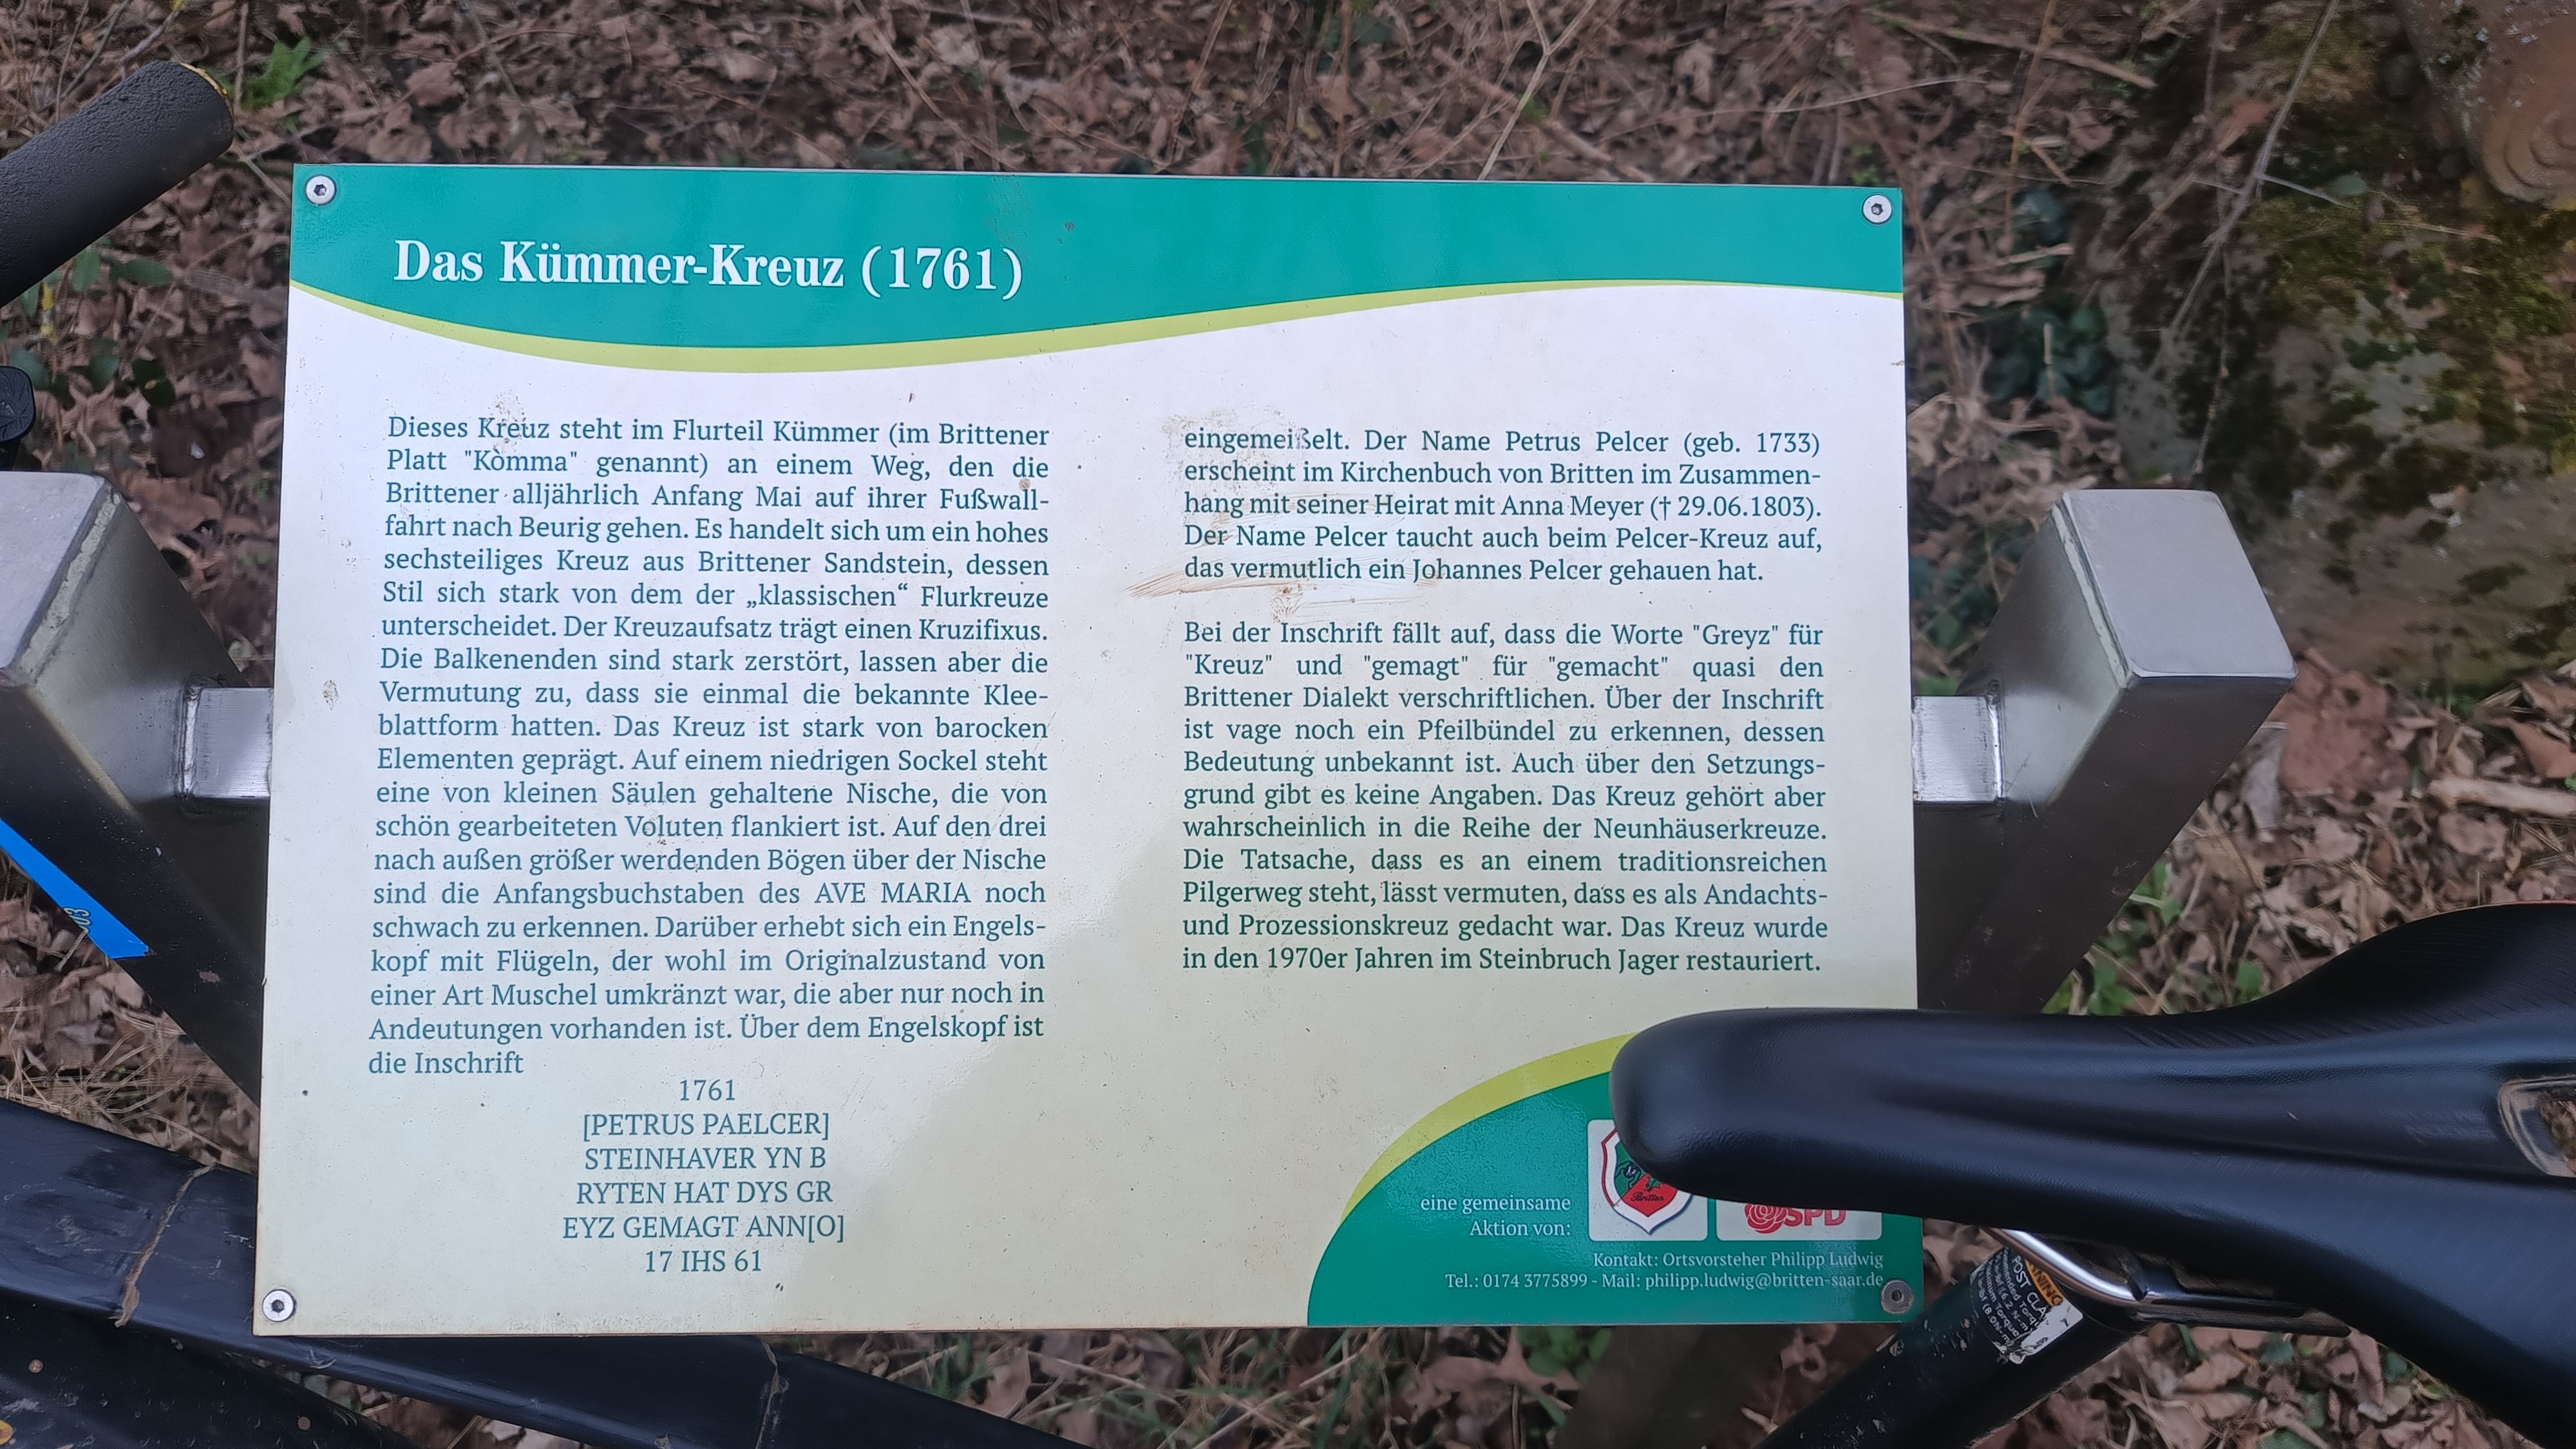 Das Kümmer-Kreuz (1761)
Dieses Kreuz steht im Flurteil Kümmer (im Brittener
Platt "Kòmma" genannt) an einem Weg, den die
Brittener alljährlich Anfang Mai auf ihrer Fußwall-
fahrt nach Beurig gehen. Es handelt sich um ein hohes
sechsteiliges Kreuz aus Brittener Sandstein, dessen
Stil sich stark von dem der „klassischen“ Flurkreuze
unterscheidet. Der Kreuzaufsatz trägt einen Kruzifixus.
Die Balkenenden sind stark zerstört, lassen aber die
Vermutung zu, dass sie einmal die bekannte Klee-
blattform hatten. Das Kreuz ist stark von barocken
Elementen geprägt. Auf einem niedrigen Sockel steht
eine von kleinen Säulen gehaltene Nische, die von
schön gearbeiteten Voluten flankiert ist. Auf den drei
nach außen größer werdenden Bögen über der Nische
sind die Anfangsbuchstaben des AVE MARIA noch
schwach zu erkennen. Darüber erhebt sich ein Engels-
kopf mit Flügeln, der wohl im Originalzustand von
einer Art Muschel umkränzt war, die aber nur noch in
Andeutungen vorhanden ist. Über dem Engelskopf ist
die Inschrift
1761
[PETRUS PAELCER]
STEINHAVER YN B
RYTEN HAT DYS GR
EYZ GEMAGT ANN[O]
17 IHS 61
eingemeißelt. Der Name Petrus Pelcer (geb. 1733)
erscheint im Kirchenbuch von Britten im Zusammen-
hang mit seiner Heirat mit Anna Meyer († 29.06.1803).
Der Name Pelcer taucht auch beim Pelcer-Kreuz auf,
das vermutlich ein Johannes Pelcer gehauen hat.
Bei der Inschrift fällt auf, dass die Worte "Greyz" für
"Kreuz" und "gemagt" für "gemacht" quasi den
Brittener Dialekt verschriftlichen. Über der Inschrift
ist vage noch ein Pfeilbündel zu erkennen, dessen
Bedeutung unbekannt ist. Auch über den Setzungs-
grund gibt es keine Angaben. Das Kreuz gehört aber
wahrscheinlich in die Reihe der Neunhäuserkreuze.
Die Tatsache, dass es an einem traditionsreichen
Pilgerweg steht, lässt vermuten, dass es als Andachts-
und Prozessionskreuz gedacht war. Das Kreuz wurde
in den 1970er Jahren im Steinbruch Jager restauriert.
eine gemeinsame
Aktion von:
Britten
SPD
Kontakt: Ortsvorsteher Philipp Ludwig
Tel.: 0174 3775899 - Mail: philipp.ludwig@britten-saar.de